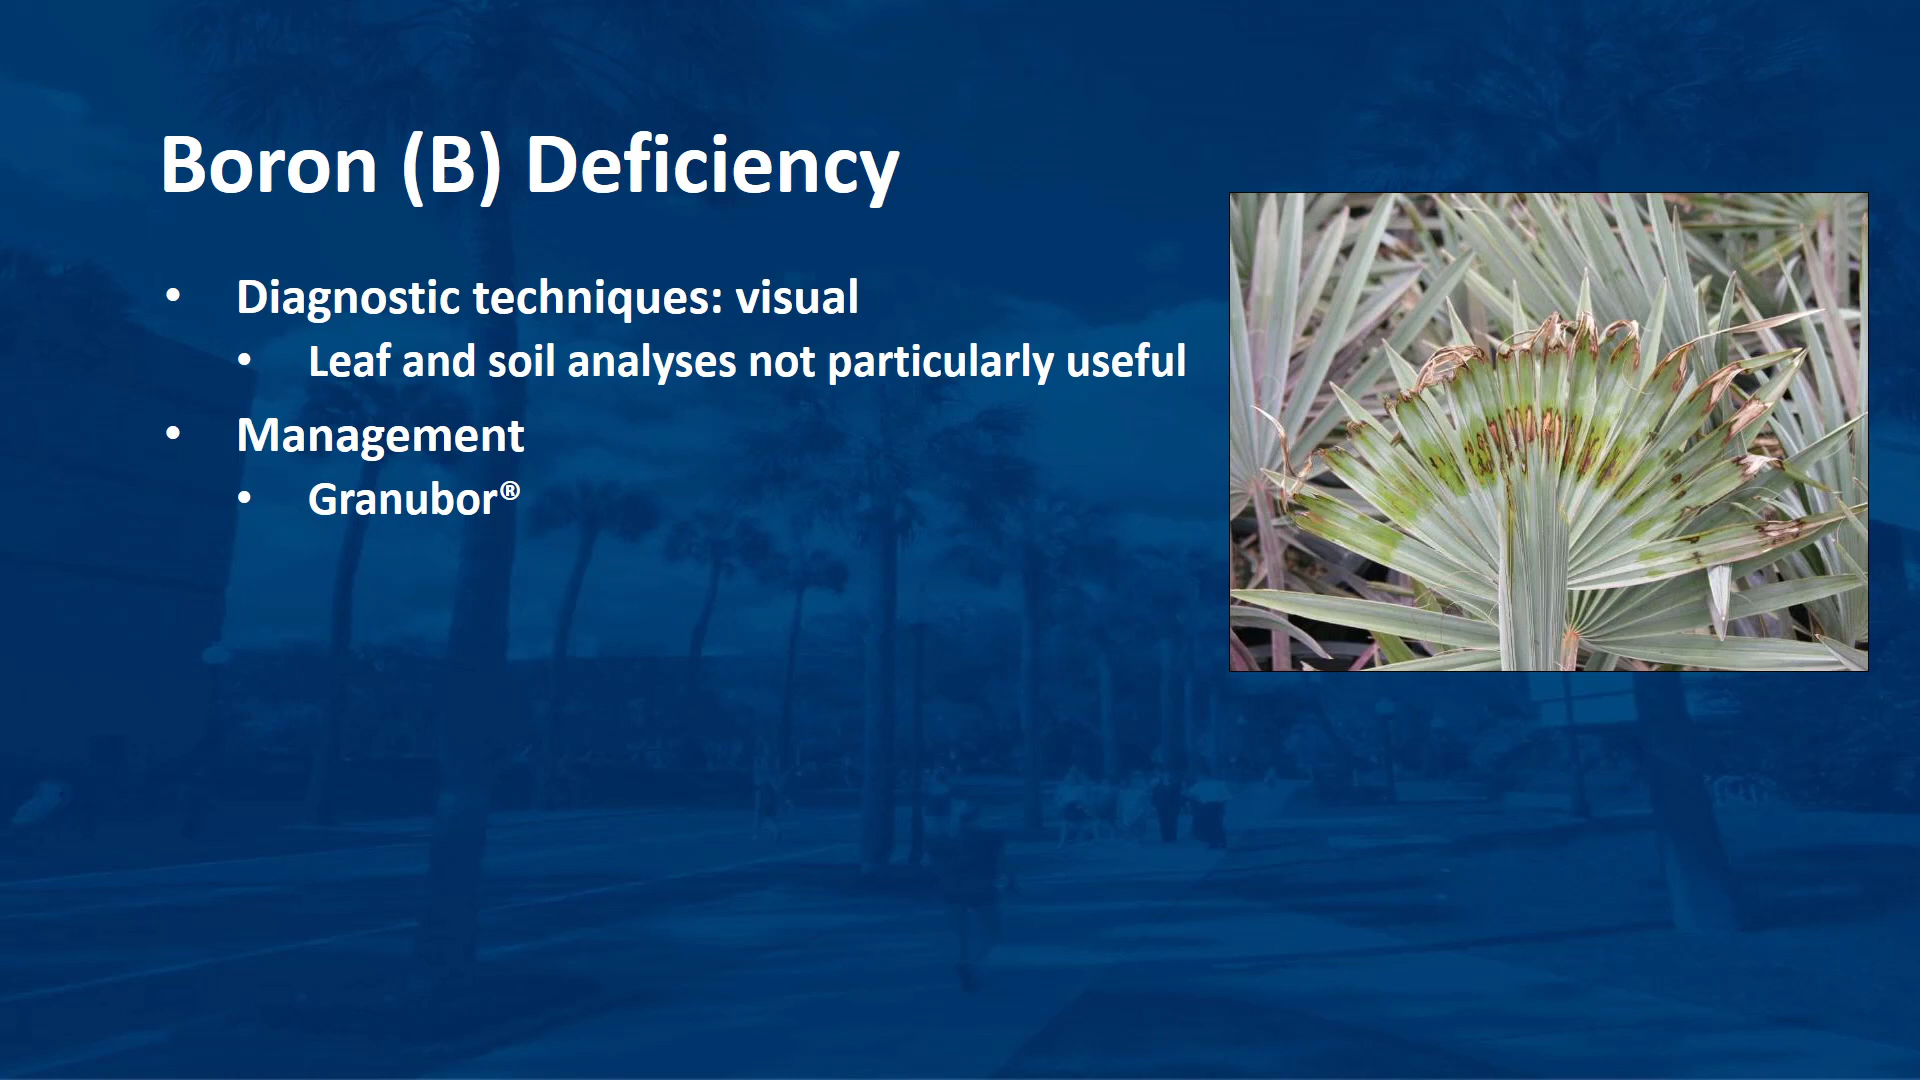 Boron (B) Deficiency
• Diagnostic techniques: visual
• Leaf and soil analyses not particularly useful
• Management
• Granubor®